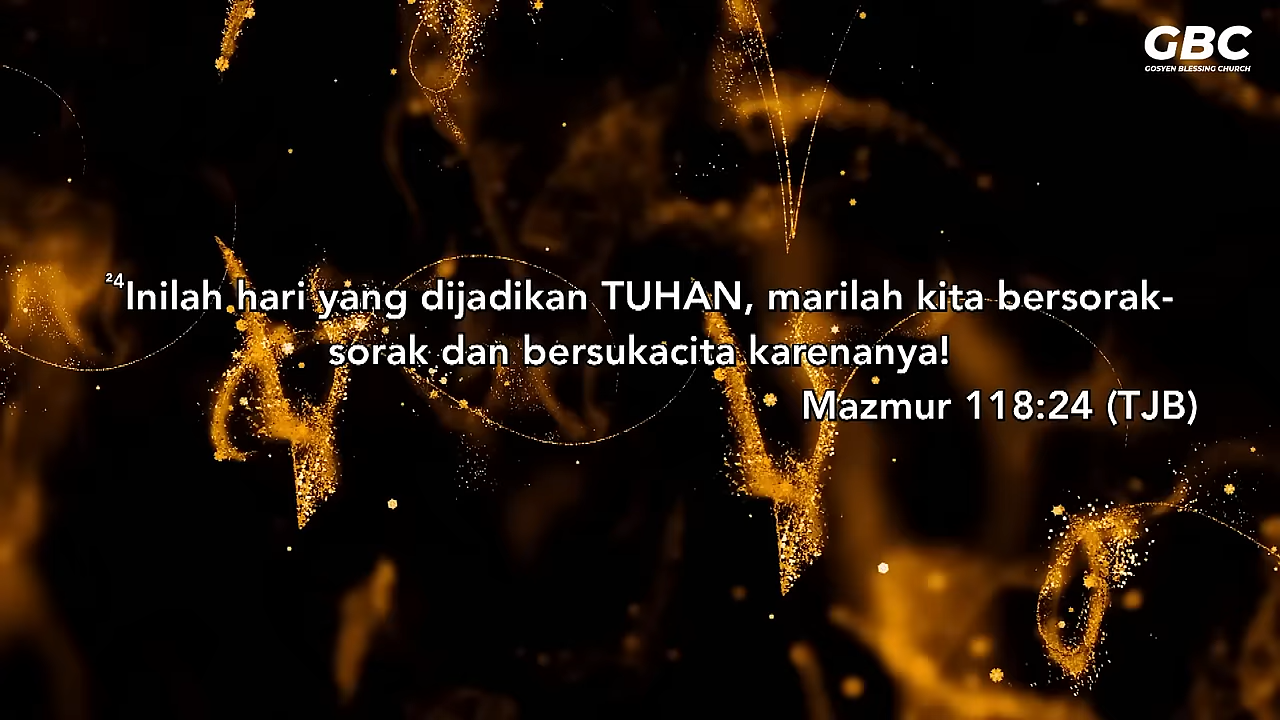 GBC
GOSYEN BLESSING CHURCH
²⁴Inilah hari yang dijadikan TUHAN, marilah kita bersorak-
sorak dan bersukacita karenanya!
Mazmur 118:24 (TJB)